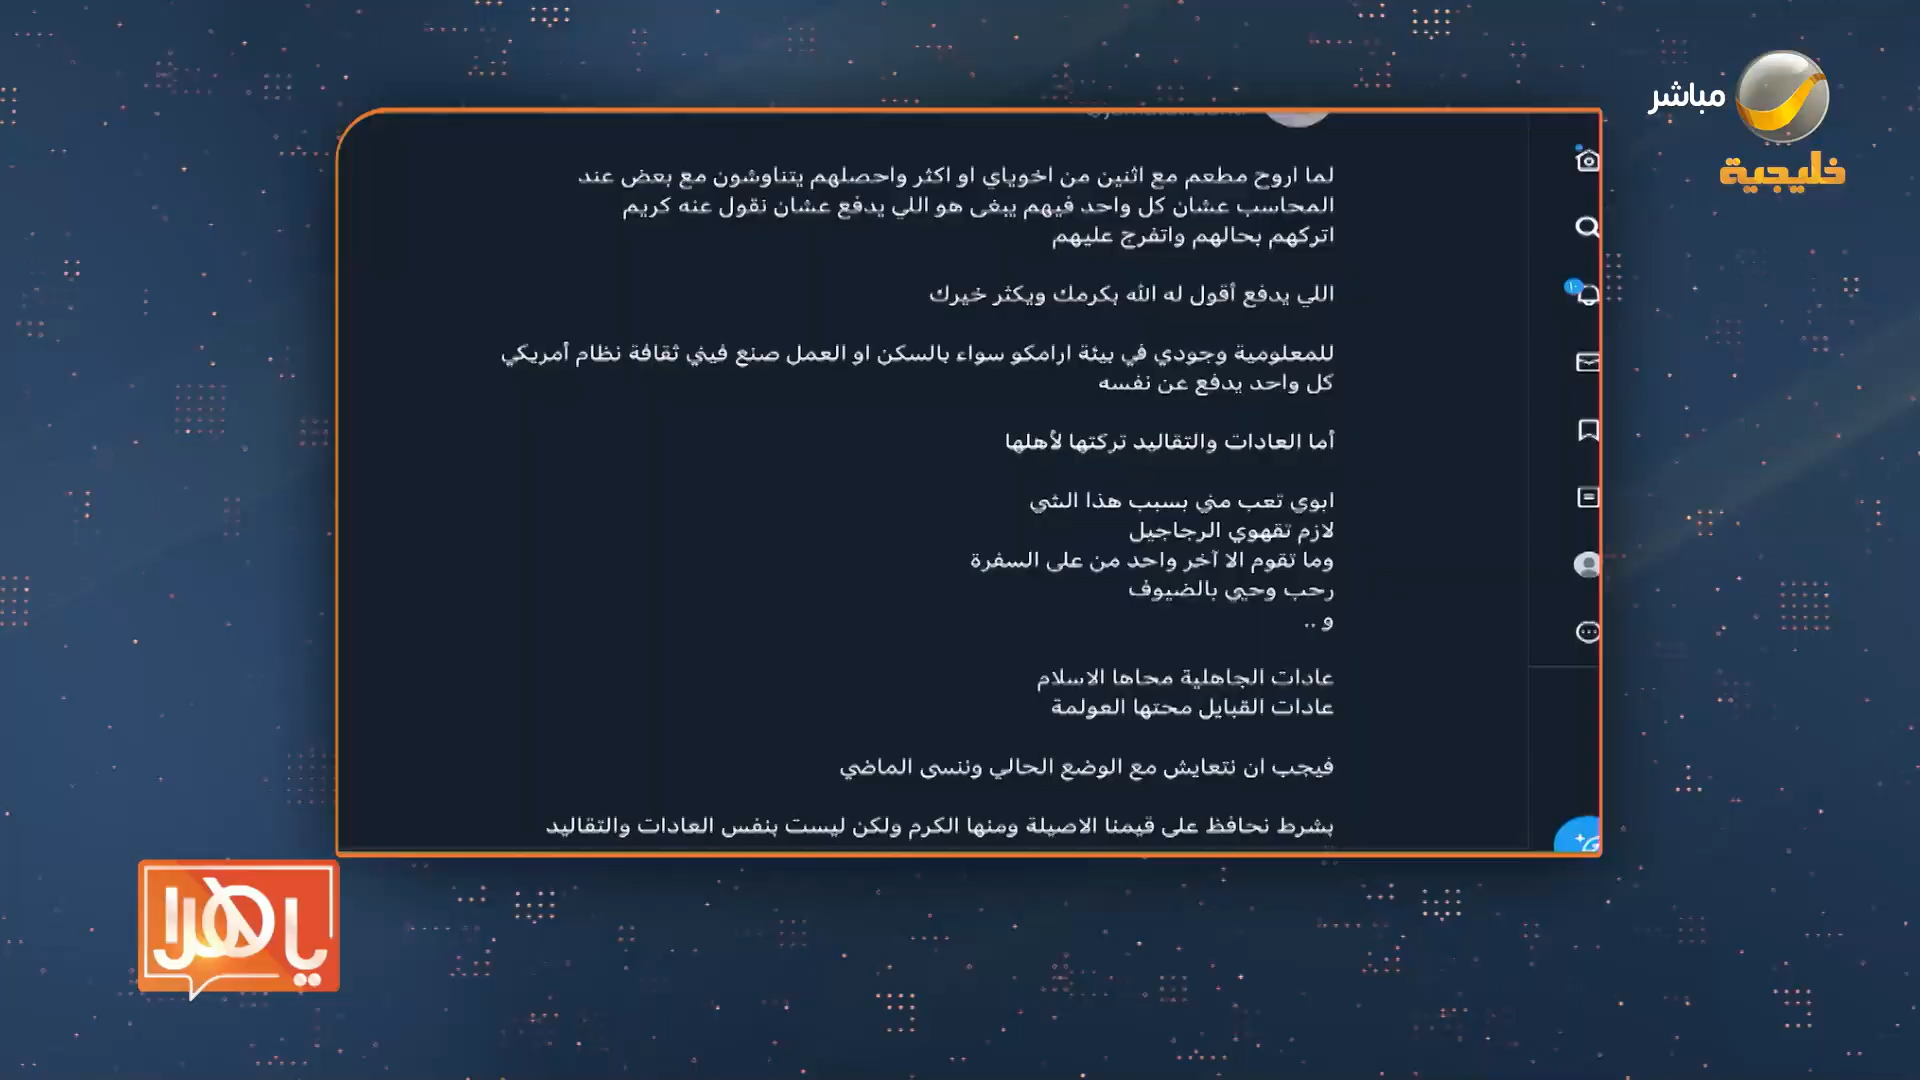 مباشر
خليجية
لما اروح مطعم مع اثنين من اخوياي او اكثر واحصلهم يتناوشون مع بعض عند
المحاسب عشان كل واحد فيهم يبغى هو اللي يدفع عشان نقول عنه كريم
اتركهم بحالهم واتفرج عليهم
اللي يدفع أقول له الله يكرمك ويكثر خيرك
للمعلومية وجودي في بيئة ارامكو سواء بالسكن او العمل صنع فيني ثقافة نظام أمريكي
كل واحد يدفع عن نفسه
أما العادات والتقاليد تركتها لأهلها
ابوي تعب مني بسبب هذا الشي
لازم تقهوي الرجاجيل
وما تقوم الا آخر واحد من على السفرة
رحب وحيي بالضيوف
و ..
عادات الجاهلية محاها الاسلام
عادات القبايل محتها العولمة
فيجب ان نتعايش مع الوضع الحالي وننسى الماضي
بشرط نحافظ على قيمنا الاصيلة ومنها الكرم ولكن ليست بنفس العادات والتقاليد
١٠
يا هلا